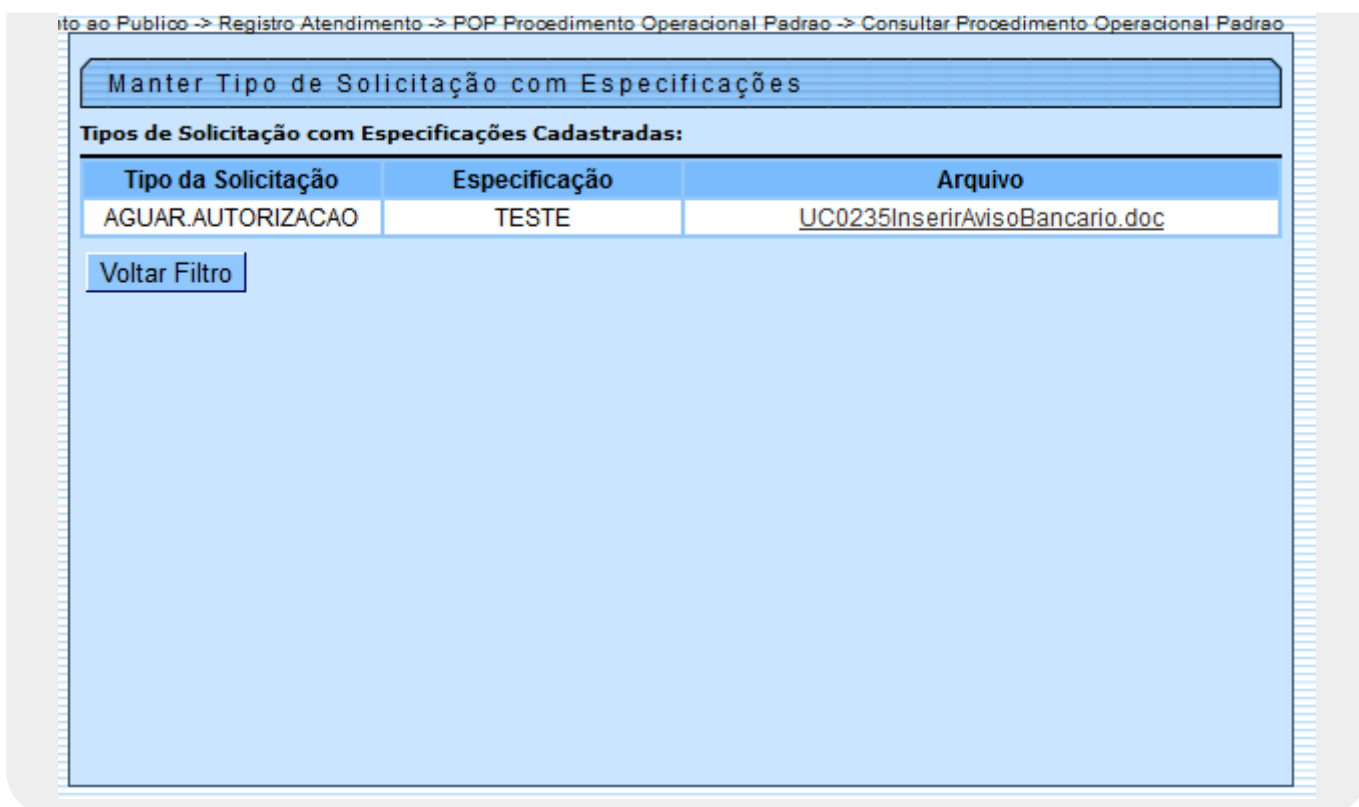 to ao Publico -> Registro Atendimento -> POP Procedimento Operacional Padrao -> Consultar Procedimento Operacional Padrao
Manter Tipo de Solicitação com Especificações
Tipos de Solicitação com Especificações Cadastradas:
Tipo da Solicitação Especificação Arquivo
AGUAR.AUTORIZACAO TESTE UC0235InserirAvisoBancario.doc
Voltar Filtro